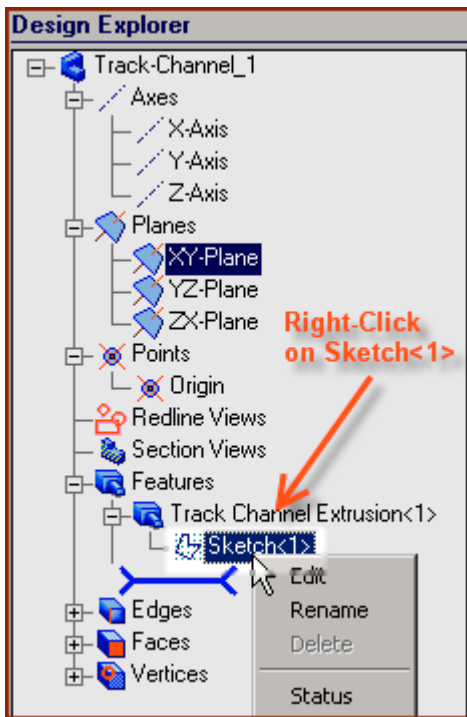 Design Explorer
Track-Channel_1
Axes
X-Axis
Y-Axis
Z-Axis
Planes
XY-Plane
YZ-Plane
ZX-Plane
Right-Click
on Sketch<1>
Points
Origin
Redline Views
Section Views
Features
Track Channel Extrusion<1>
Sketch<1>
Edit
Edges
Rename
Faces
Delete
Vertices
Status